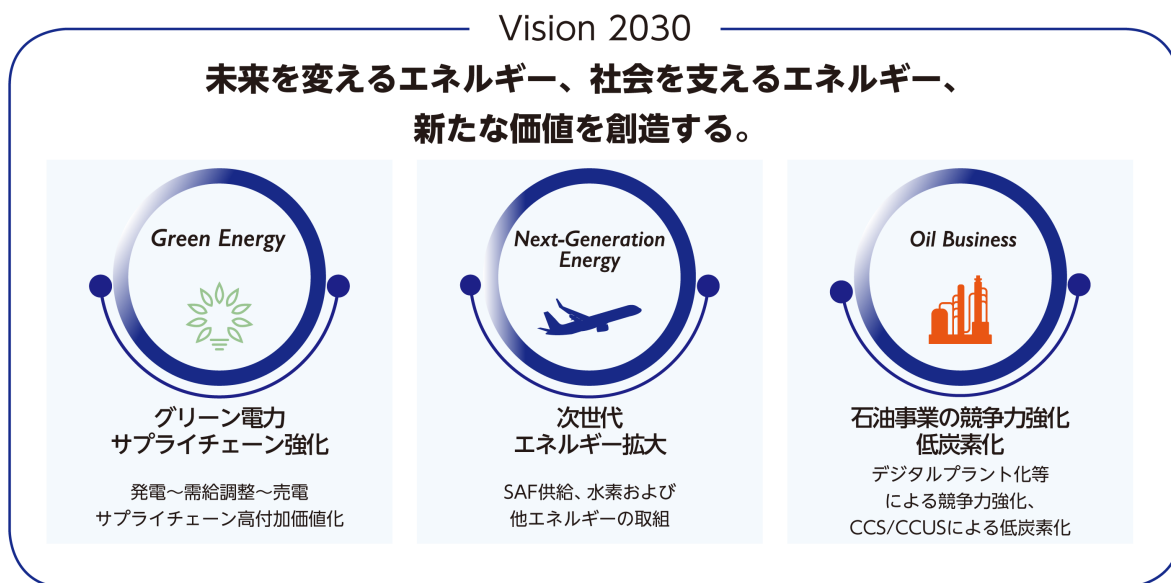 Vision 2030
未来を変えるエネルギー、社会を支えるエネルギー、
新たな価値を創造する。
Green Energy
グリーン電力
サプライチェーン強化
発電～需給調整～売電
サプライチェーン高付加価値化
Next-Generation
Energy
次世代
エネルギー拡大
SAF供給、水素および
他エネルギーの取組
Oil Business
石油事業の競争力強化
低炭素化
デジタルプラント化等
による競争力強化、
CCS/CCUSによる低炭素化